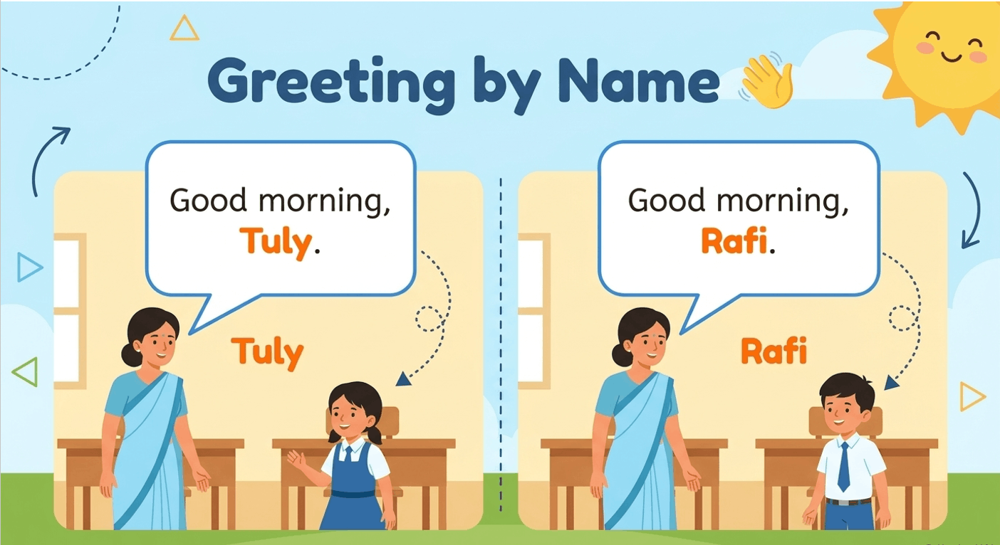 Greeting by Name
Good morning,
Tuly.
Tuly
Good morning,
Rafi.
Rafi